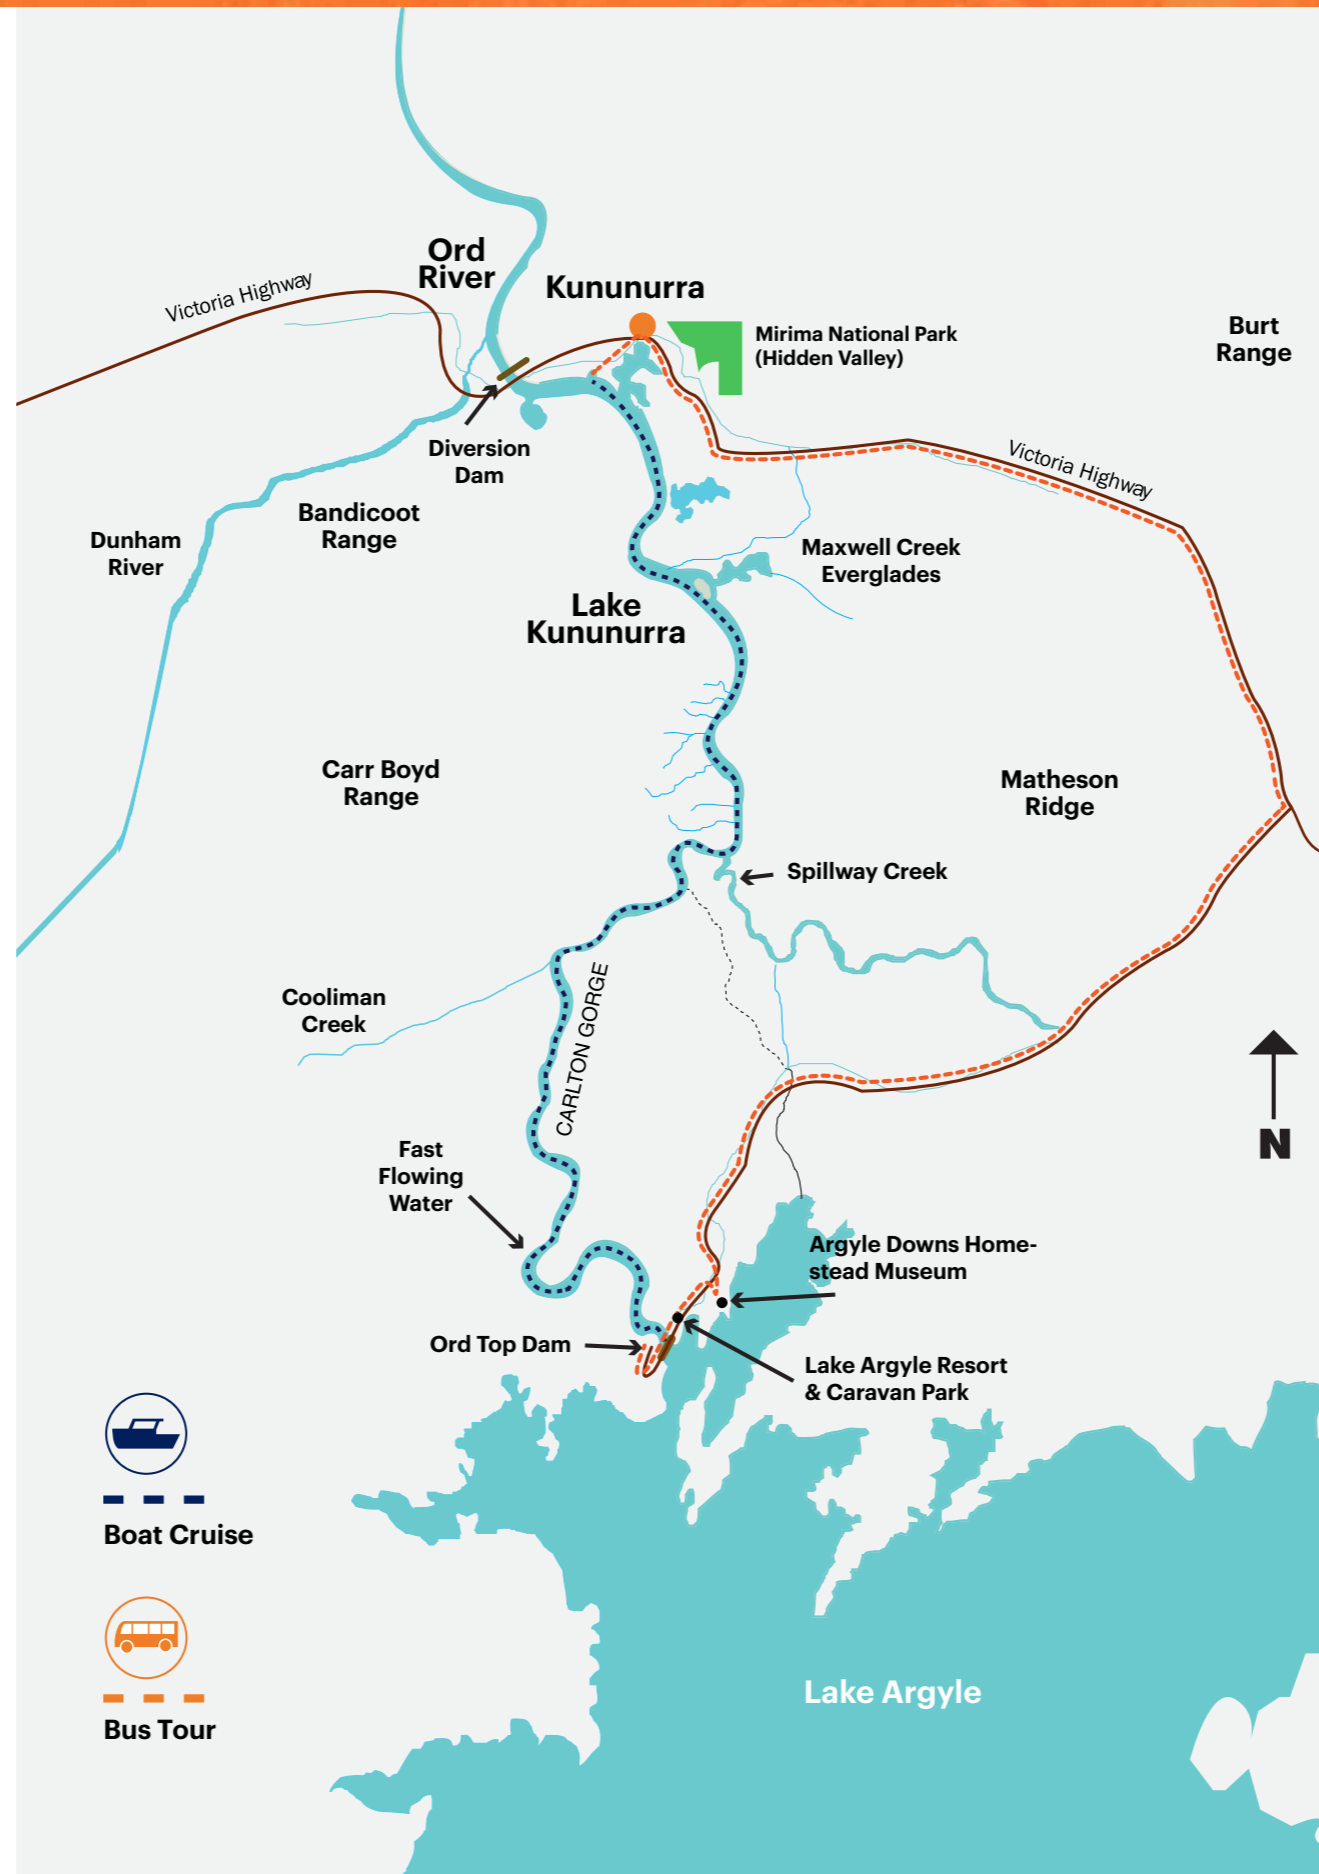 Ord
River
Kununurra
Victoria Highway
Mirima National Park
(Hidden Valley)
Burt
Range
Diversion
Dam
Victoria Highway
Bandicoot
Range
Dunham
River
Maxwell Creek
Everglades
Lake
Kununurra
Carr Boyd
Range
Matheson
Ridge
Spillway Creek
Cooliman
Creek
CARLTON GORGE
N
Fast
Flowing
Water
Argyle Downs Home-
stead Museum
Ord Top Dam
Lake Argyle Resort
& Caravan Park
Boat Cruise
Lake Argyle
Bus Tour